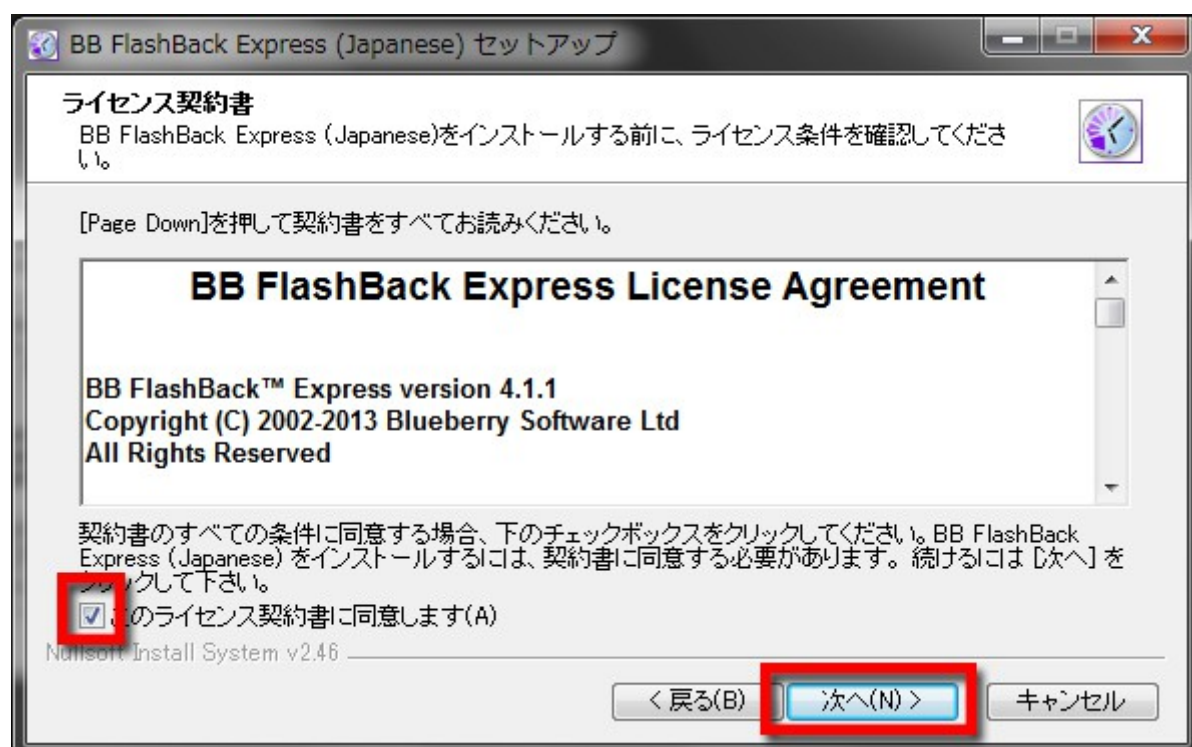 BB FlashBack Express (Japanese) セットアップ
ライセンス契約書
BB FlashBack Express (Japanese)をインストールする前に、ライセンス条件を確認してくださ
い。
[Page Down]を押して契約書をすべてお読みください。
BB FlashBack Express License Agreement
BB FlashBack™ Express version 4.1.1
Copyright (C) 2002-2013 Blueberry Software Ltd
All Rights Reserved
契約書のすべての条件に同意する場合、下のチェックボックスをクリックしてください。BB FlashBack
Express (Japanese) をインストールするには、契約書に同意する必要があります。続けるには [次へ] を
クリックして下さい。
このライセンス契約書に同意します(A)
Nullsoft Install System v2.46
< 戻る(B)
次へ(N) >
キャンセル